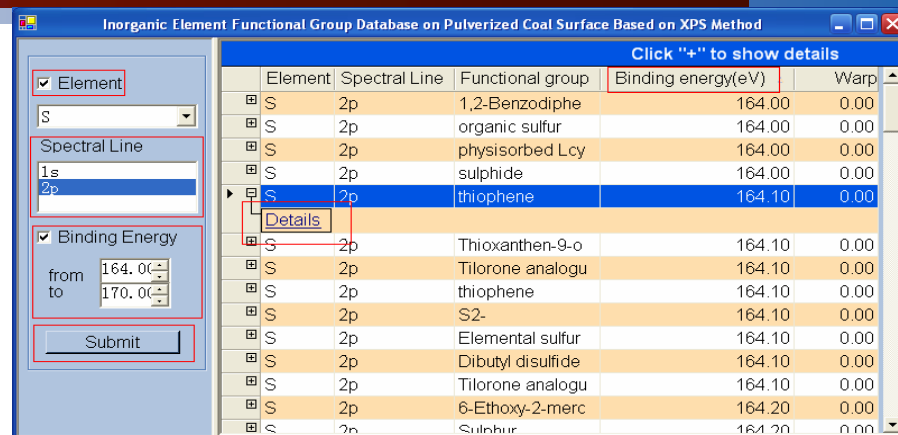 Inorganic Element Functional Group Database on Pulverized Coal Surface Based on XPS Method
Element
S
Spectral Line
1s
2p
Binding Energy
from 164.00
to 170.00
Submit
Click "+" to show details
Element Spectral Line Functional group Binding energy(eV) Warp
S 2p 1,2-Benzodiphe 164.00 0.00
S 2p organic sulfur 164.00 0.00
S 2p physisorbed Lcy 164.00 0.00
S 2p sulphide 164.00 0.00
S 2p thiophene 164.10 0.00
Details
S 2p Thioxanthen-9-o 164.10 0.00
S 2p Tilorone analogu 164.10 0.00
S 2p thiophene 164.10 0.00
S 2p S2- 164.10 0.00
S 2p Elemental sulfur 164.10 0.00
S 2p Dibutyl disulfide 164.10 0.00
S 2p Tilorone analogu 164.10 0.00
S 2p 6-Ethoxy-2-merc 164.20 0.00
S 2p Sulphur 164.20 0.00